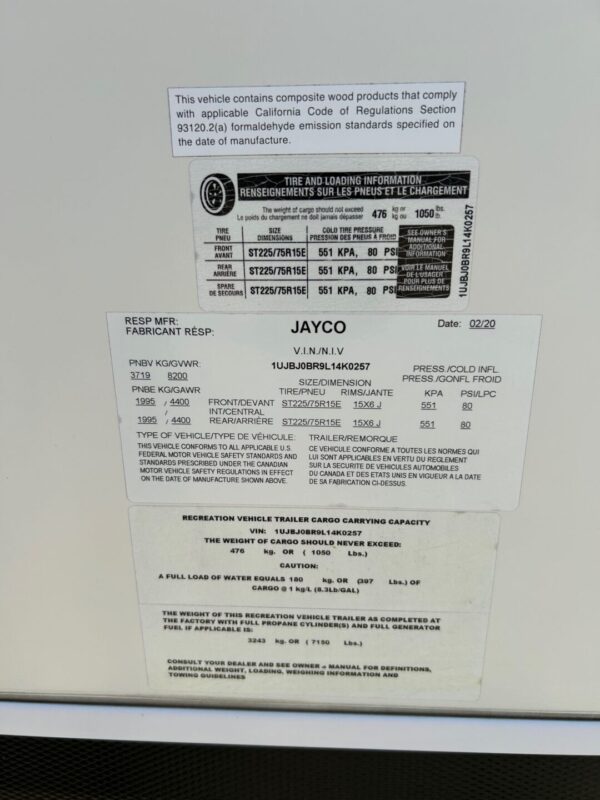 This vehicle contains composite wood products that comply
with applicable California Code of Regulations Section
93120.2(a) formaldehyde emission standards specified on
the date of manufacture.
TIRE AND LOADING INFORMATION
RENSEIGNEMENTS SUR LES PNEUS ET LE CHARGEMENT
The weight of cargo should not exceed 476 kg or 1050 lbs.
Le poids du chargement ne doit jamais dépasser kg ou lb.
TIRE SIZE COLD TIRE PRESSURE
PNEU DIMENSIONS PRESSION DES PNEUS A FROID
FRONT AVANT ST225/75R15E 551 KPA, 80 PSI
REAR ARRIÈRE ST225/75R15E 551 KPA, 80 PSI
SPARE DE SECOURS ST225/75R15E 551 KPA, 80 PSI
SEE OWNER'S
MANUAL FOR
ADDITIONAL
INFORMATION
VOIR LE MANUEL
DE L'USAGER
POUR PLUS DE
RENSEIGNEMENTS
1UJBJ0BR9L14K0257
RESP MFR:
FABRICANT RÉSP:
JAYCO
Date: 02/20
V.I.N./N.I.V
PNBV KG/GVWR: 1UJBJ0BR9L14K0257
3719 8200
SIZE/DIMENSION PRESS./COLD INFL.
PNBE KG/GAWR TIRE/PNEU RIMS/JANTE PRESS./GONFL FROID
KPA PSI/LPC
1995 / 4400 FRONT/DEVANT ST225/75R15E 15X6 J 551 80
/ INT/CENTRAL
1995 / 4400 REAR/ARRIÈRE ST225/75R15E 15X6 J 551 80
TYPE OF VEHICLE/TYPE DE VÉHICULE: TRAILER/REMORQUE
THIS VEHICLE CONFORMS TO ALL APPLICABLE U.S.
FEDERAL MOTOR VEHICLE SAFETY STANDARDS AND
STANDARDS PRESCRIBED UNDER THE CANADIAN
MOTOR VEHICLE SAFETY REGULATIONS IN EFFECT
ON THE DATE OF MANUFACTURE SHOWN ABOVE.
CE VEHICULE CONFORME A TOUTES LES NORMES QUI
LUI SONT APPLICABLES EN VERTU DU REGLEMENT
SUR LA SECURITE DE VEHICULES AUTOMOBILES
DU CANADA ET DES ETATS UNIS EN VIGUEUR A LA DATE
DE SA FABRICATION CI-DESSUS.
RECREATION VEHICLE TRAILER CARGO CARRYING CAPACITY
VIN: 1UJBJ0BR9L14K0257
THE WEIGHT OF CARGO SHOULD NEVER EXCEED:
476 kg. OR ( 1050 Lbs.)
CAUTION:
A FULL LOAD OF WATER EQUALS 180 kg. OR (397 Lbs.) OF
CARGO @ 1 kg/L (8.3Lb/GAL)
THE WEIGHT OF THIS RECREATION VEHICLE TRAILER AS COMPLETED AT
THE FACTORY WITH FULL PROPANE CYLINDER(S) AND FULL GENERATOR
FUEL IF APPLICABLE IS:
3243 kg. OR ( 7150 Lbs.)
CONSULT YOUR DEALER AND SEE OWNER MANUAL FOR DEFINITIONS,
ADDITIONAL WEIGHT, LOADING, WEIGHING INFORMATION AND
TOWING GUIDELINES